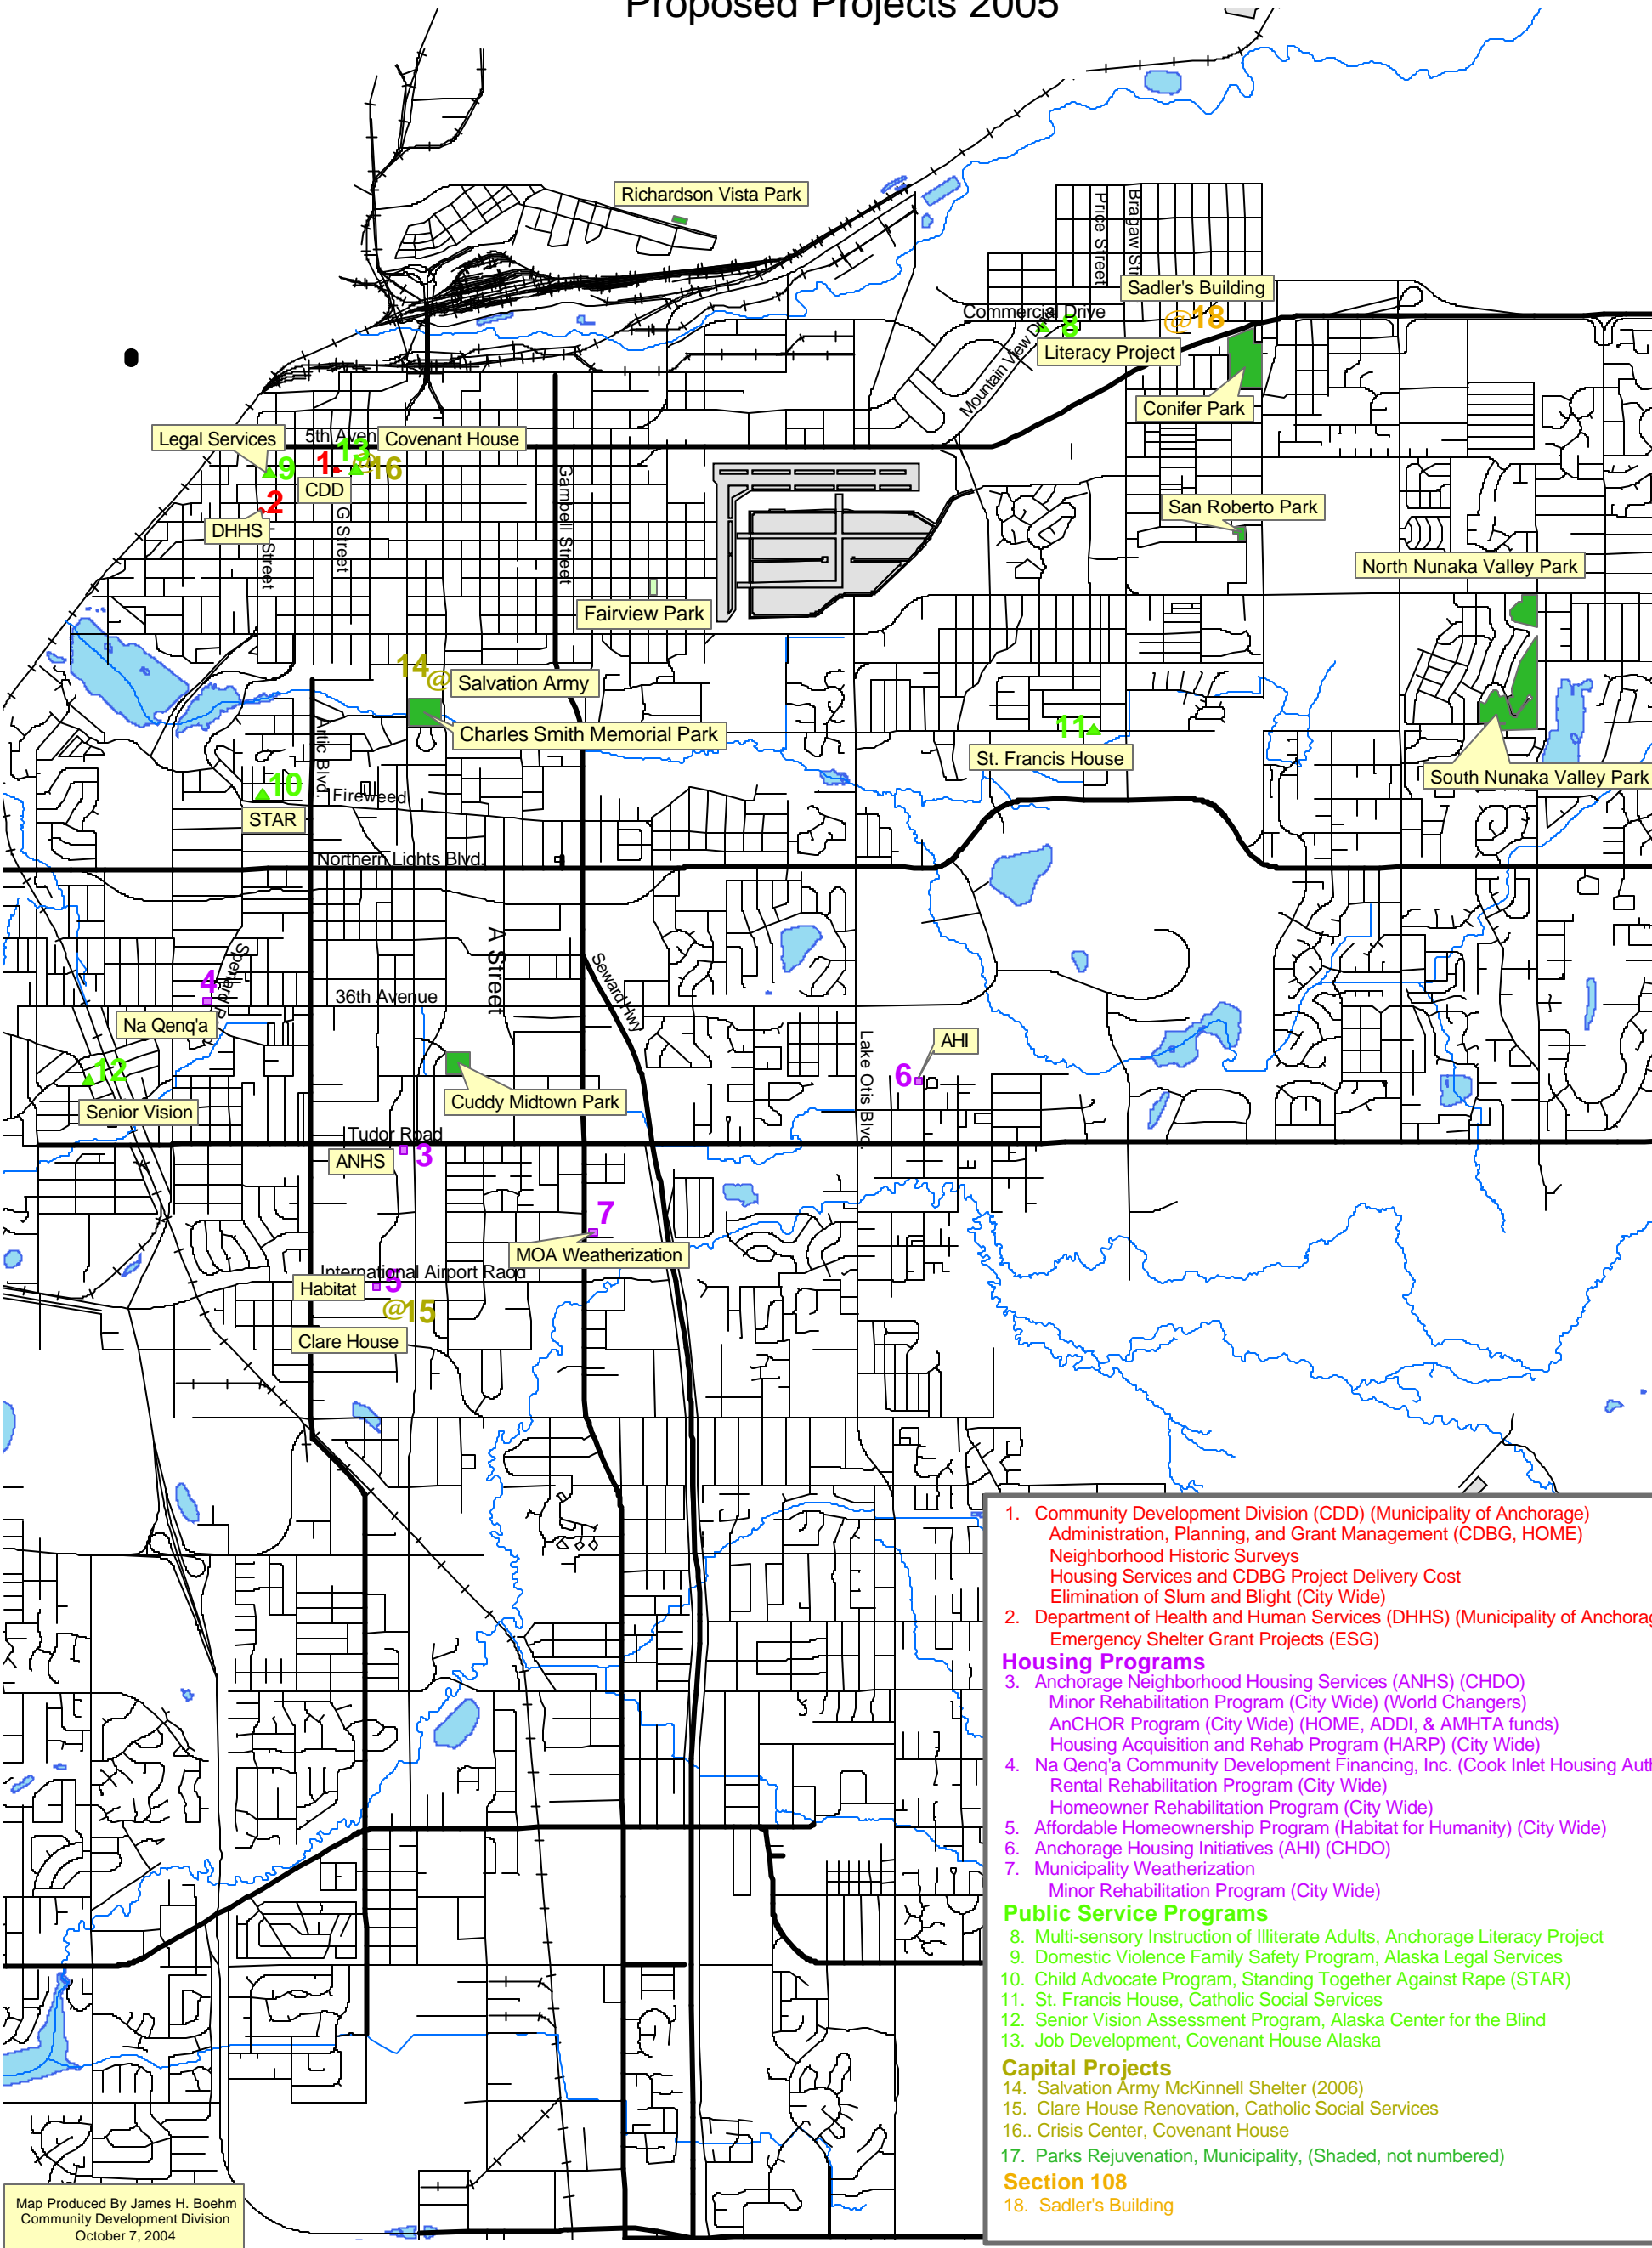 Proposed Projects 2005
Richardson Vista Park
Price Street
Bragaw Str
Sadler's Building
Commercial Drive
@18
8
Mountain View Drive
Literacy Project
Conifer Park
Legal Services
5th Aven
Covenant House
13
9
1
@16
CDD
2
DHHS
Street
G Street
Gambell Street
San Roberto Park
North Nunaka Valley Park
Fairview Park
14@
Salvation Army
Charles Smith Memorial Park
11
St. Francis House
South Nunaka Valley Park
Artic Blvd.
10
Fireweed
STAR
Northern Lights Blvd.
A Street
Seward Hwy
4
36th Avenue
Na Qenq'a
Lake Otis Blvd.
AHI
12
6
Cuddy Midtown Park
Senior Vision
Tudor Road
ANHS
3
7
MOA Weatherization
International Airport Raod
Habitat
5
@15
Clare House
1. Community Development Division (CDD) (Municipality of Anchorage)
Administration, Planning, and Grant Management (CDBG, HOME)
Neighborhood Historic Surveys
Housing Services and CDBG Project Delivery Cost
Elimination of Slum and Blight (City Wide)
2. Department of Health and Human Services (DHHS) (Municipality of Anchorag
Emergency Shelter Grant Projects (ESG)
Housing Programs
3. Anchorage Neighborhood Housing Services (ANHS) (CHDO)
Minor Rehabilitation Program (City Wide) (World Changers)
AnCHOR Program (City Wide) (HOME, ADDI, & AMHTA funds)
Housing Acquisition and Rehab Program (HARP) (City Wide)
4. Na Qenq'a Community Development Financing, Inc. (Cook Inlet Housing Auth
Rental Rehabilitation Program (City Wide)
Homeowner Rehabilitation Program (City Wide)
5. Affordable Homeownership Program (Habitat for Humanity) (City Wide)
6. Anchorage Housing Initiatives (AHI) (CHDO)
7. Municipality Weatherization
Minor Rehabilitation Program (City Wide)
Public Service Programs
8. Multi-sensory Instruction of Illiterate Adults, Anchorage Literacy Project
9. Domestic Violence Family Safety Program, Alaska Legal Services
10. Child Advocate Program, Standing Together Against Rape (STAR)
11. St. Francis House, Catholic Social Services
12. Senior Vision Assessment Program, Alaska Center for the Blind
13. Job Development, Covenant House Alaska
Capital Projects
14. Salvation Army McKinnell Shelter (2006)
15. Clare House Renovation, Catholic Social Services
16.. Crisis Center, Covenant House
17. Parks Rejuvenation, Municipality, (Shaded, not numbered)
Section 108
18. Sadler's Building
Map Produced By James H. Boehm
Community Development Division
October 7, 2004